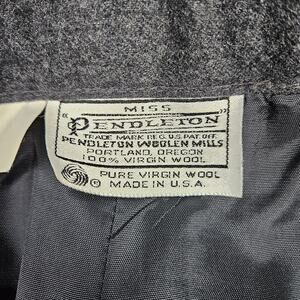 MISS
PENDLETON
TRADE MARK REG. U.S. PAT. OFF.
PENDLETON WOOLEN MILLS
PORTLAND, OREGON
100% VIRGIN WOOL
PURE VIRGIN WOOL
MADE IN U.S.A.